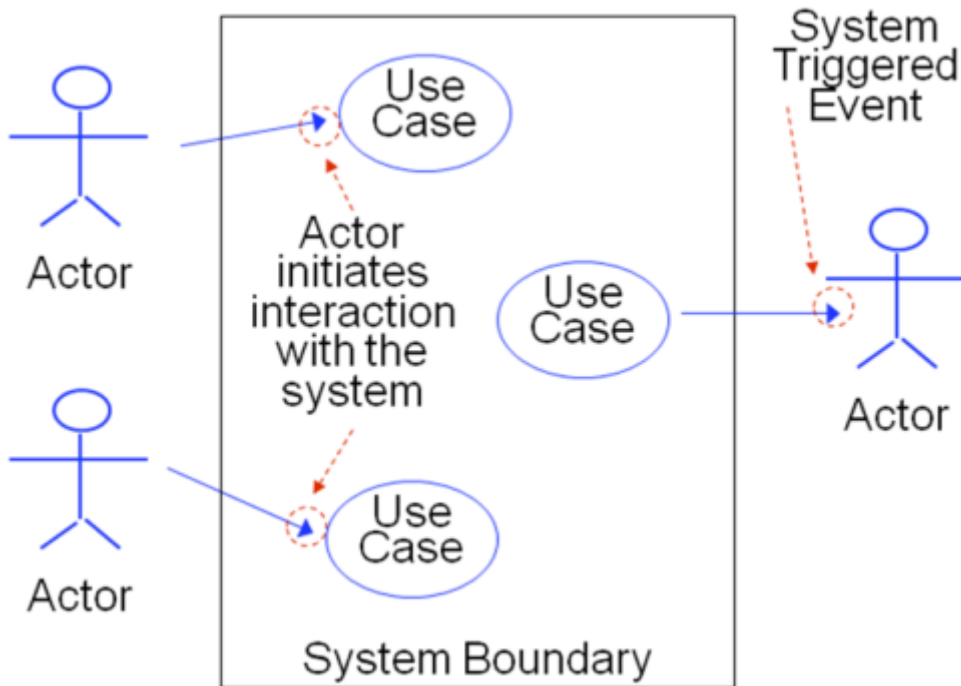 System
Triggered
Event
Use
Case
Actor
Actor
initiates
interaction
with the
system
Use
Case
Actor
Use
Case
Actor
System Boundary